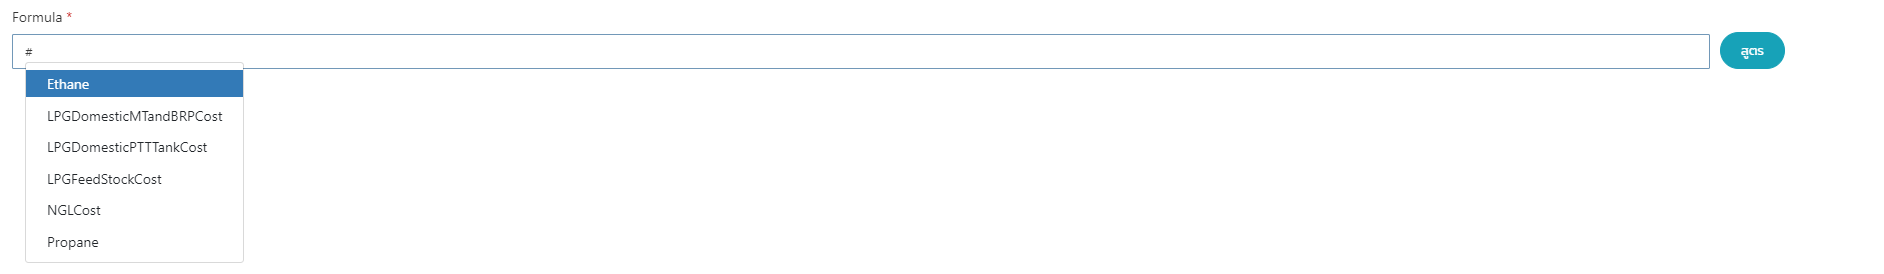 Formula *
#
สูตร
Ethane
LPGDomesticMTandBRPCost
LPGDomesticPTTTankCost
LPGFeedStockCost
NGLCost
Propane